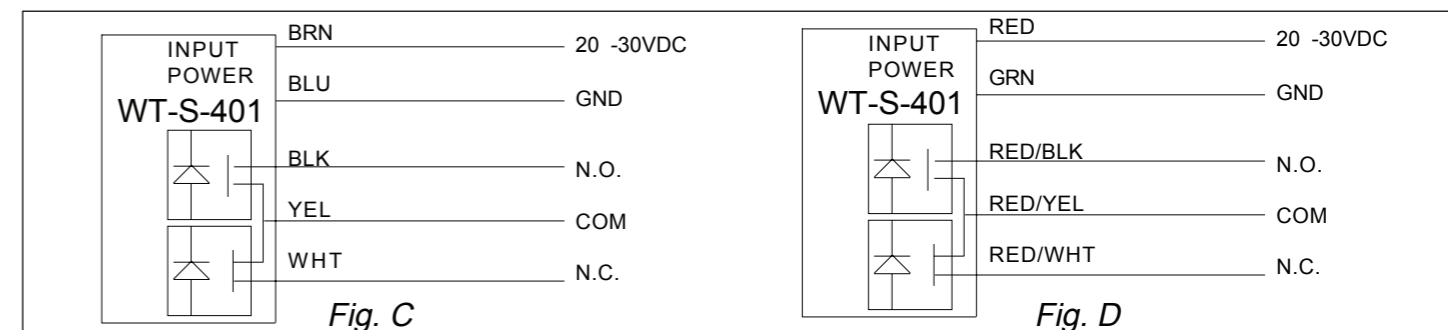 INPUT
POWER
WT-S-401
BRN
20 -30VDC
BLU
GND
BLK
N.O.
YEL
COM
WHT
N.C.
Fig. C
INPUT
POWER
WT-S-401
RED
20 -30VDC
GRN
GND
RED/BLK
N.O.
RED/YEL
COM
RED/WHT
N.C.
Fig. D